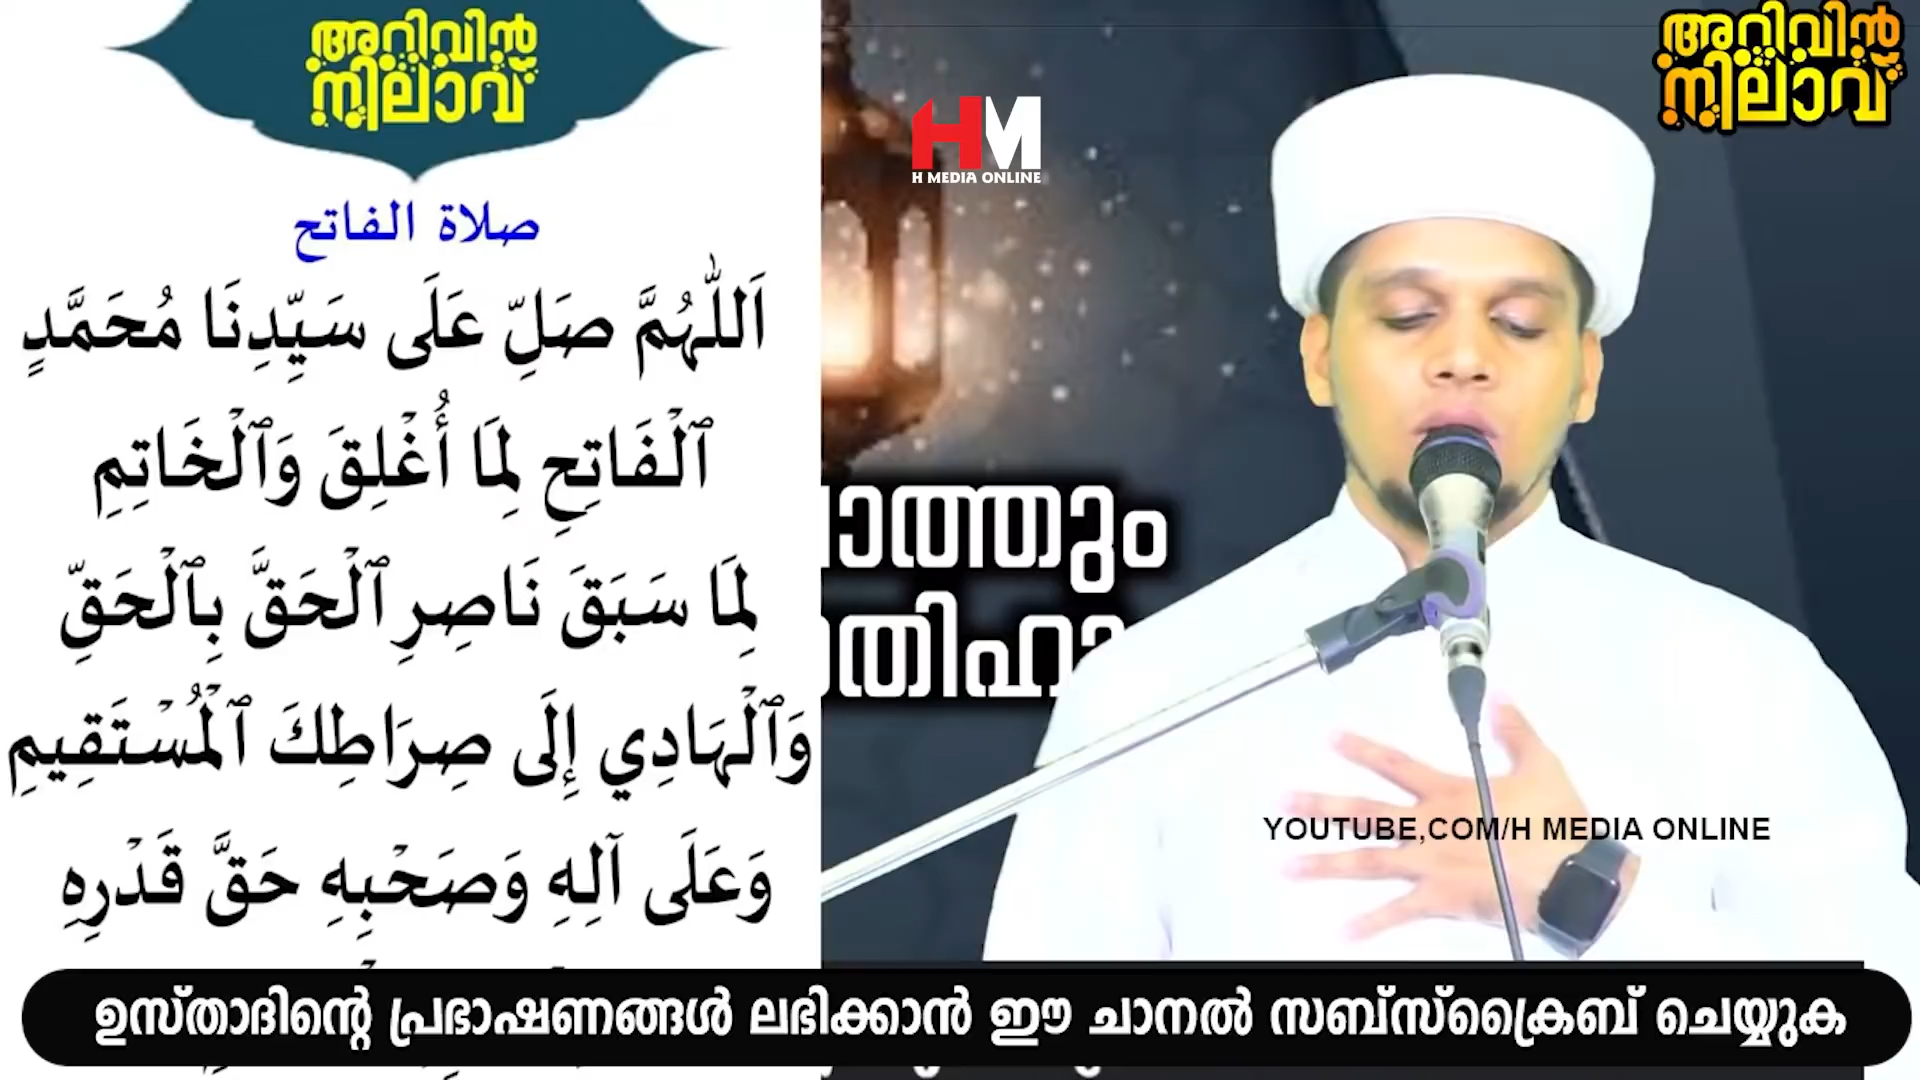 അറിവിൻ
നിലാവ്
صلاة الفاتح
اَللّٰهُمَّ صَلِّ عَلَى سَيِّدِنَا مُحَمَّدٍ
ٱلْفَاتِحِ لِمَا أُغْلِقَ وَٱلْخَاتِمِ
لِمَا سَبَقَ نَاصِرِ ٱلْحَقَّ بِٱلْحَقِّ
وَٱلْهَادِي إِلَى صِرَاطِكَ ٱلْمُسْتَقِيمِ
وَعَلَى آلِهِ وَصَحْبِهِ حَقَّ قَدْرِهِ
HM
H MEDIA ONLINE
അറിവിൻ
നിലാവ്
YOUTUBE,COM/H MEDIA ONLINE
ഉസ്താദിന്റെ പ്രഭാഷണങ്ങൾ ലഭിക്കാൻ ഈ ചാനൽ സബ്സ്ക്രൈബ് ചെയ്യുക